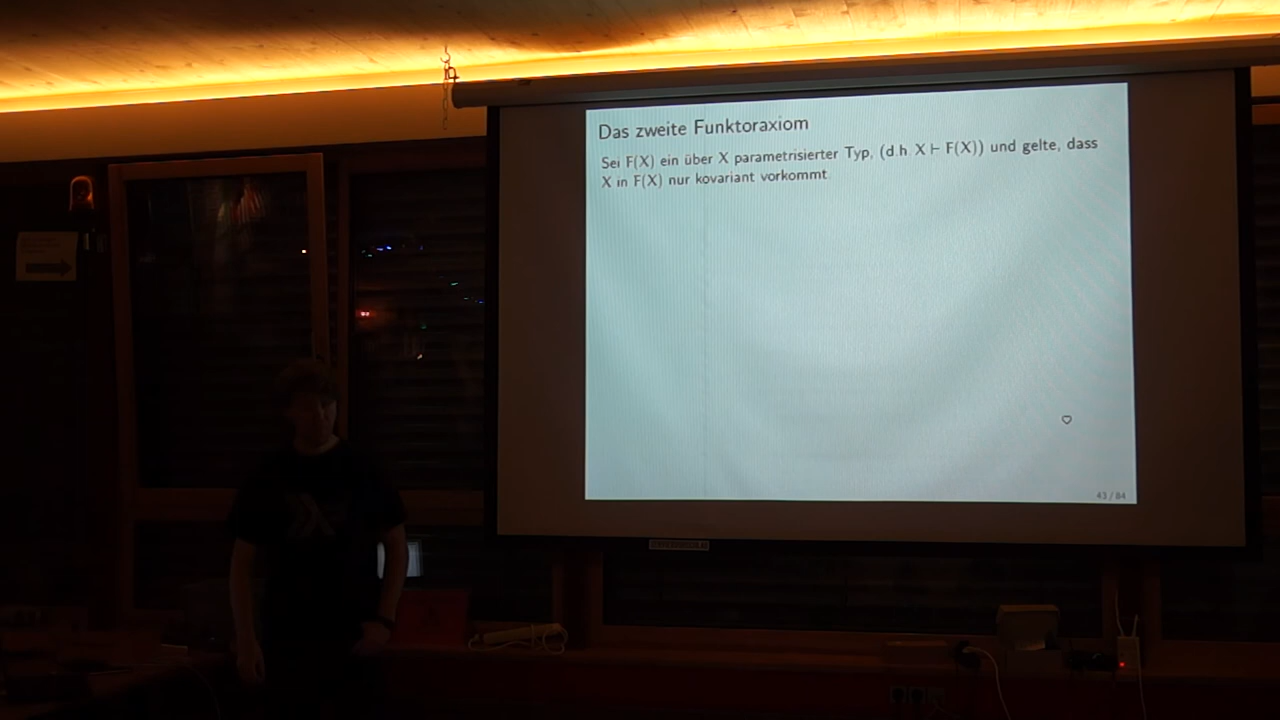 Das zweite Funktoraxiom
Sei F(X) ein über X parametrisierter Typ, (d.h. X ⊢ F(X)) und gelte, dass
X in F(X) nur kovariant vorkommt.
43 / 84